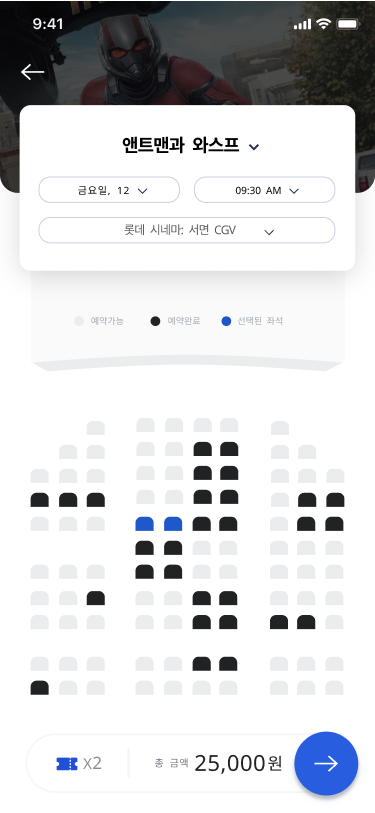 9:41
앤트맨과 와스프
금요일, 12
09:30 AM
롯데 시네마: 서면 CGV
예약가능
예약완료
선택된 좌석
X2
총 금액 25,000원